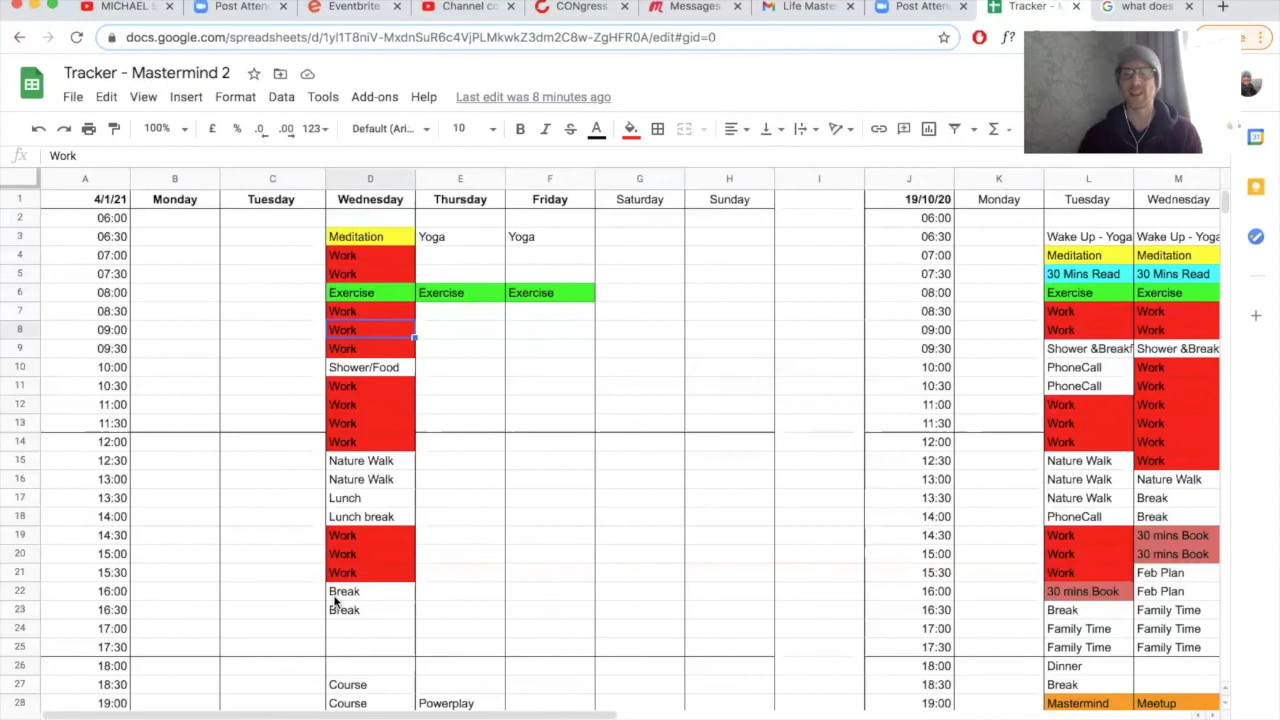 MICHAEL S
Post Atten
Eventbrite
Channel co
CONgress
Messages
Life Maste
Post Atten
Tracker - M
what does
docs.google.com/spreadsheets/d/1yl1T8niV-MxdnSuR6c4VjPLMkwkZ3dm2C8w-ZgHFR0A/edit#gid=0
f?
Tracker - Mastermind 2
File Edit View Insert Format Data Tools Add-ons Help Last edit was 8 minutes ago
100% £ % .0 .00 123 Default (Ari... 10 B I S A Σ
fx Work
A B C D E F G H I J K L M
1 4/1/21 Monday Tuesday Wednesday Thursday Friday Saturday Sunday 19/10/20 Monday Tuesday Wednesday
2 06:00 06:00
3 06:30 Meditation Yoga Yoga 06:30 Wake Up - Yoga Wake Up - Yoga
4 07:00 Work 07:00 Meditation Meditation
5 07:30 Work 07:30 30 Mins Read 30 Mins Read
6 08:00 Exercise Exercise Exercise 08:00 Exercise Exercise
7 08:30 Work 08:30 Work Work
8 09:00 Work 09:00 Work Work
9 09:30 Work 09:30 Shower &Breakf Shower &Break
10 10:00 Shower/Food 10:00 PhoneCall Work
11 10:30 Work 10:30 PhoneCall Work
12 11:00 Work 11:00 Work Work
13 11:30 Work 11:30 Work Work
14 12:00 Work 12:00 Work Work
15 12:30 Nature Walk 12:30 Nature Walk Work
16 13:00 Nature Walk 13:00 Nature Walk Nature Walk
17 13:30 Lunch 13:30 Nature Walk Break
18 14:00 Lunch break 14:00 PhoneCall Break
19 14:30 Work 14:30 Work 30 mins Book
20 15:00 Work 15:00 Work 30 mins Book
21 15:30 Work 15:30 Work Feb Plan
22 16:00 Break 16:00 30 mins Book Feb Plan
23 16:30 Break 16:30 Break Family Time
24 17:00 17:00 Family Time Family Time
25 17:30 17:30 Family Time Family Time
26 18:00 18:00 Dinner
27 18:30 Course 18:30 Break
28 19:00 Course Powerplay 19:00 Mastermind Meetup